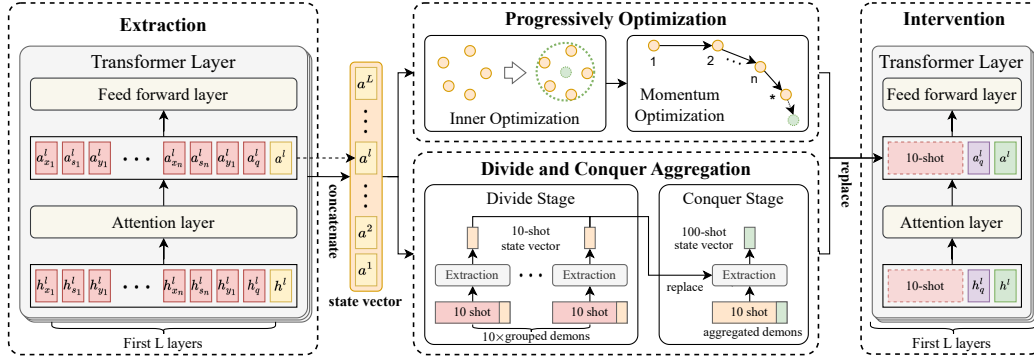 Extraction
Transformer Layer
Feed forward layer
a^l_{x_1} a^l_{s_1} a^l_{y_1} · · · a^l_{x_n} a^l_{s_n} a^l_{y_1} a^l_q a^l
Attention layer
h^l_{x_1} h^l_{s_1} h^l_{y_1} · · · h^l_{x_n} h^l_{s_n} h^l_{y_1} h^l_q h^l
First L layers
concatenate
a^L
a^l
a^2
a^1
state vector
Progressively Optimization
Inner Optimization
1
2
n
*
Momentum
Optimization
Divide and Conquer Aggregation
Divide Stage
10-shot
state vector
Extraction
· · ·
Extraction
10 shot
· · ·
10 shot
10×grouped demons
replace
Conquer Stage
100-shot
state vector
Extraction
10 shot
aggregated demons
replace
Intervention
Transformer Layer
Feed forward layer
10-shot a^l_q a^l
Attention layer
10-shot h^l_q h^l
First L layers